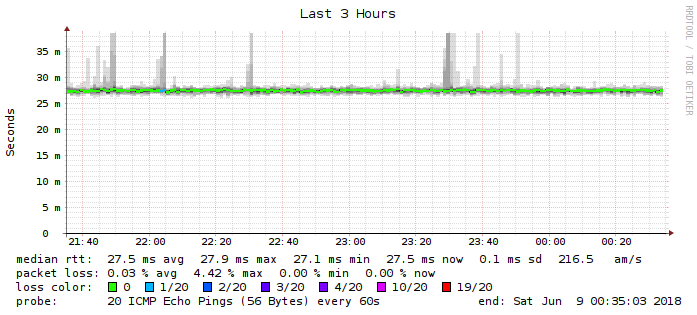 Last 3 Hours
RRDTOOL / TOBI OETIKER
Seconds
35 m
30 m
25 m
20 m
15 m
10 m
5 m
0
21:40 22:00 22:20 22:40 23:00 23:20 23:40 00:00 00:20
median rtt: 27.5 ms avg 27.9 ms max 27.1 ms min 27.5 ms now 0.1 ms sd 216.5 am/s
packet loss: 0.03 % avg 4.42 % max 0.00 % min 0.00 % now
loss color: 0 1/20 2/20 3/20 4/20 10/20 19/20
probe: 20 ICMP Echo Pings (56 Bytes) every 60s end: Sat Jun 9 00:35:03 2018